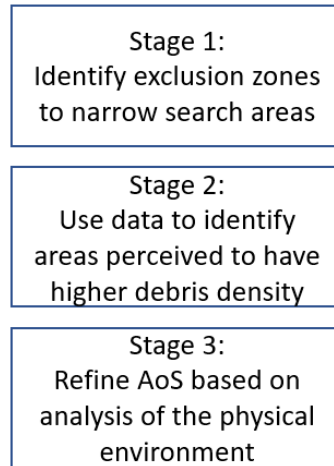 Stage 1:
Identify exclusion zones
to narrow search areas
Stage 2:
Use data to identify
areas perceived to have
higher debris density
Stage 3:
Refine AoS based on
analysis of the physical
environment